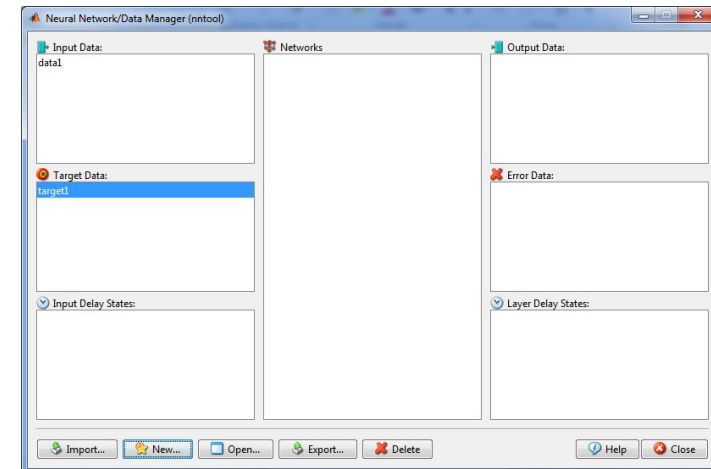 Neural Network/Data Manager (nntool)
Input Data:
data1
Networks
Output Data:
Target Data:
target1
Error Data:
Input Delay States:
Layer Delay States:
Import... New... Open... Export... Delete Help Close